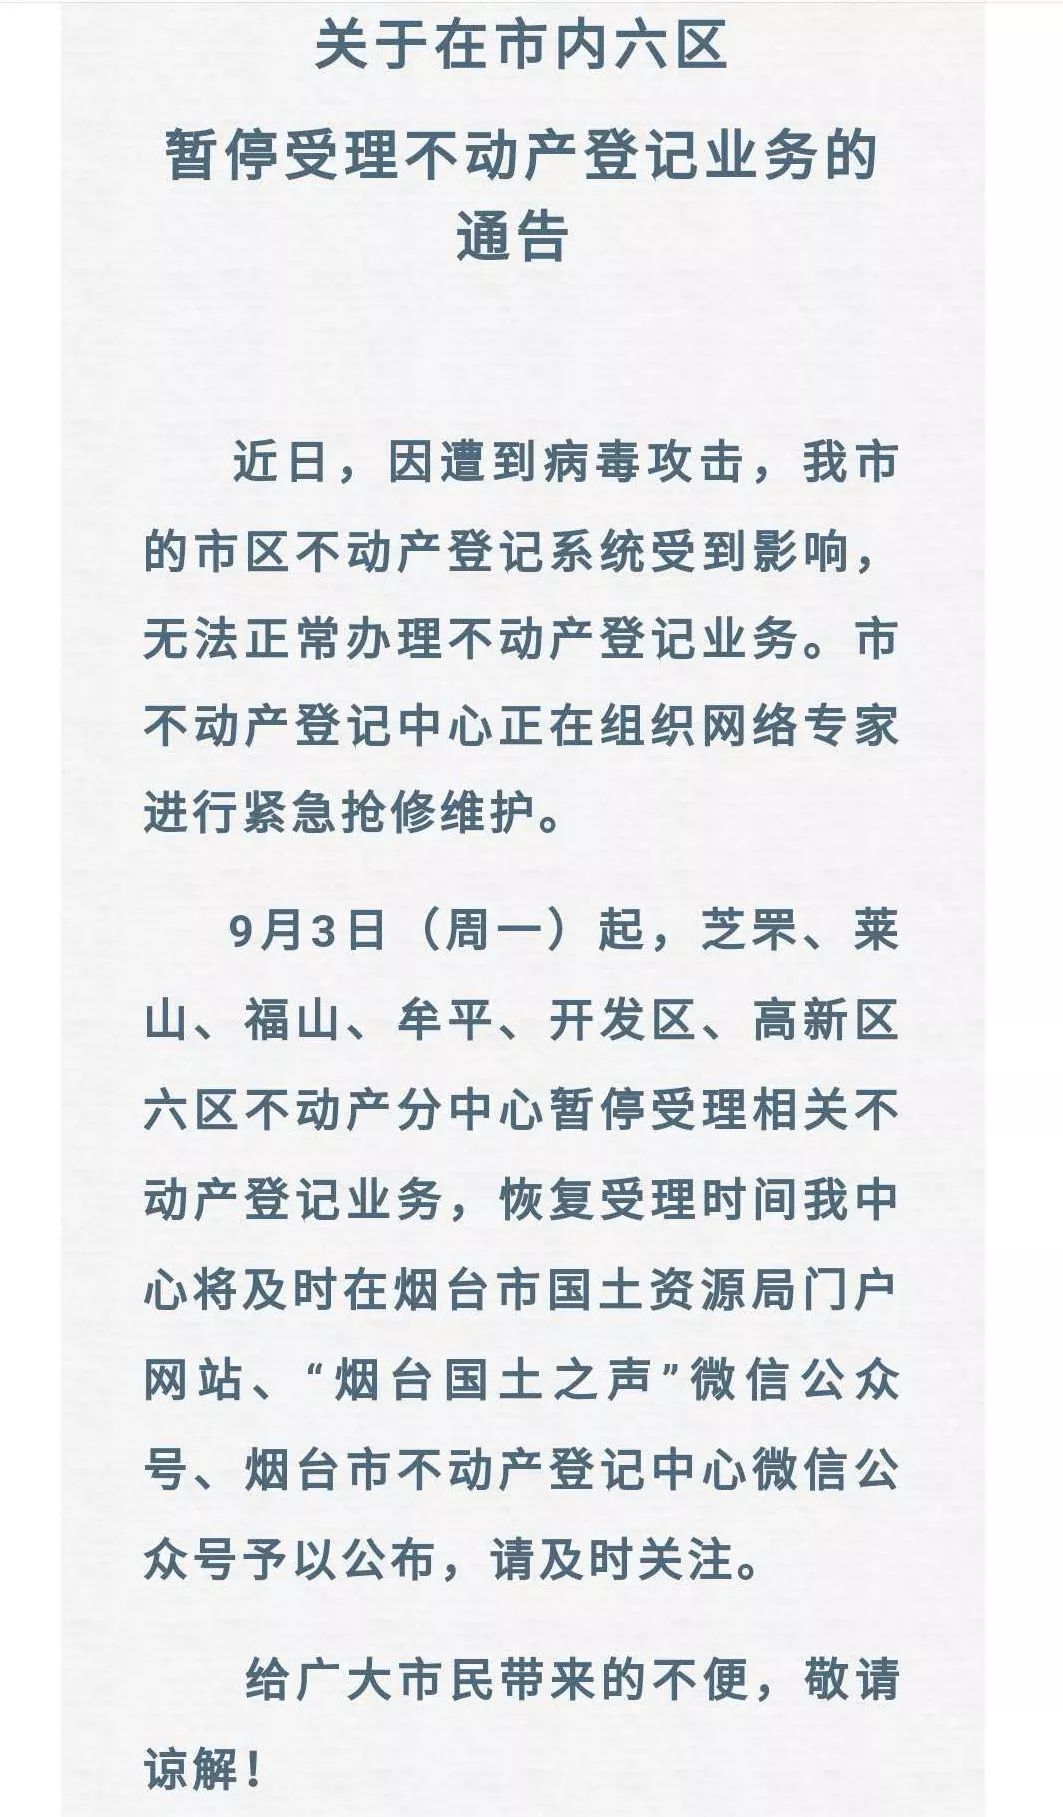 关于在市内六区
暂停受理不动产登记业务的
通告
近日，因遭到病毒攻击，我市
的市区不动产登记系统受到影响，
无法正常办理不动产登记业务。市
不动产登记中心正在组织网络专家
进行紧急抢修维护。
9月3日（周一）起，芝罘、莱
山、福山、牟平、开发区、高新区
六区不动产分中心暂停受理相关不
动产登记业务，恢复受理时间我中
心将及时在烟台市国土资源局门户
网站、“烟台国土之声”微信公众
号、烟台市不动产登记中心微信公
众号予以公布，请及时关注。
给广大市民带来的不便，敬请
谅解！